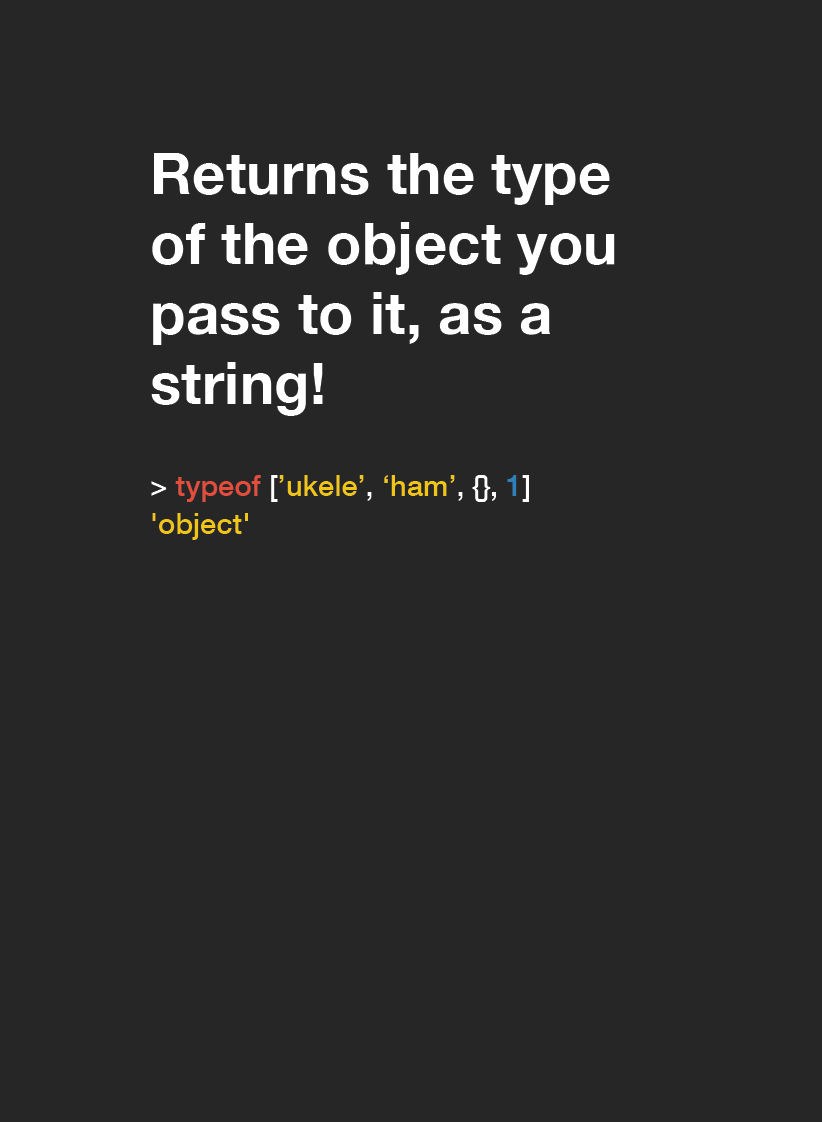 Returns the type
of the object you
pass to it, as a
string!
> typeof [’ukele’, ‘ham’, {}, 1]
'object'